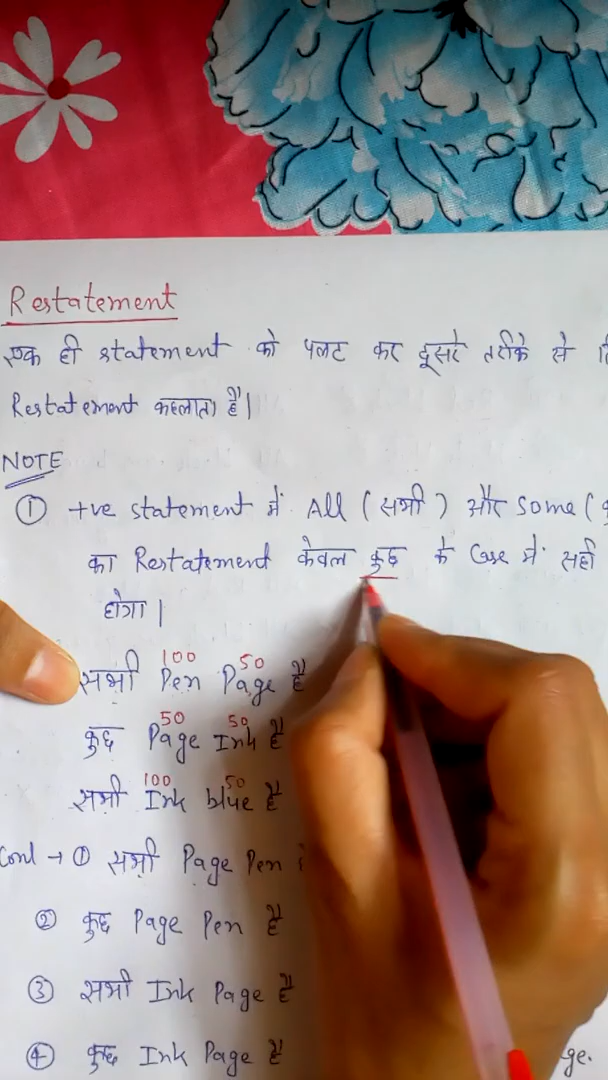 Restatement
एक ही statement को पलट कर दूसरे तरीके से
Restatement कहलाता है।
NOTE
① +ve statement में All (सभी) और some (
का Restatement केवल कुछ के Case में सही
होगा।
100 50
सभी Pen Page है
50 50
कुछ Page Ink है
100 50
सभी Ink blue है
Conl → ① सभी Page Pen
② कुछ Page Pen है
③ सभी Ink Page है
④ कुछ Ink Page है
ge.